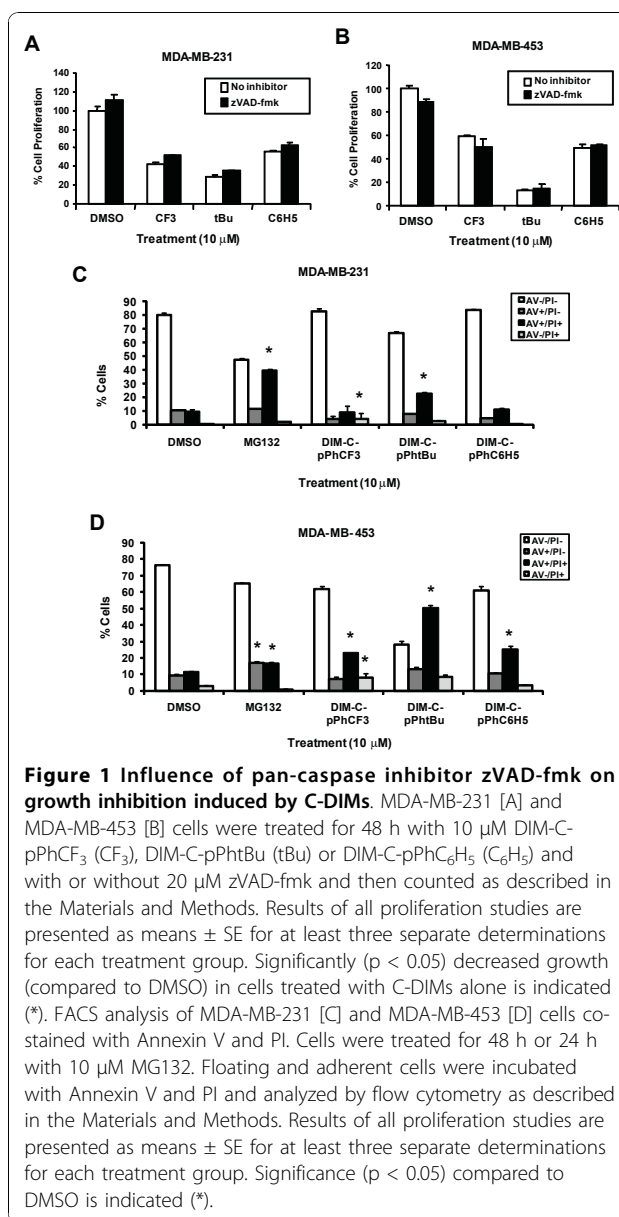 A
MDA-MB-231
% Cell Proliferation
140
120
100
80
60
40
20
0
No inhibitor
zVAD-fmk
DMSO CF3 tBu C6H5
Treatment (10 µM)
B
MDA-MB-453
% Cell Proliferation
120
100
80
60
40
20
0
No inhibitor
zVAD-fmk
DMSO CF3 tBu C6H5
Treatment (10 µM)
C
MDA-MB-231
% Cells
90
80
70
60
50
40
30
20
10
0
AV-/PI-
AV+/PI-
AV+/PI+
AV-/PI+
* * *
DMSO MG132 DIM-C-pPhCF3 DIM-C-pPhtBu DIM-C-pPhC6H5
Treatment (10 µM)
D
MDA-MB-453
% Cells
90
80
70
60
50
40
30
20
10
0
AV-/PI-
AV+/PI-
AV+/PI+
AV-/PI+
* * * * * *
DMSO MG132 DIM-C-pPhCF3 DIM-C-pPhtBu DIM-C-pPhC6H5
Treatment (10 µM)
Figure 1 Influence of pan-caspase inhibitor zVAD-fmk on
growth inhibition induced by C-DIMs. MDA-MB-231 [A] and
MDA-MB-453 [B] cells were treated for 48 h with 10 µM DIM-C-
pPhCF₃ (CF₃), DIM-C-pPhtBu (tBu) or DIM-C-pPhC₆H₅ (C₆H₅) and
with or without 20 µM zVAD-fmk and then counted as described in
the Materials and Methods. Results of all proliferation studies are
presented as means ± SE for at least three separate determinations
for each treatment group. Significantly (p < 0.05) decreased growth
(compared to DMSO) in cells treated with C-DIMs alone is indicated
(*). FACS analysis of MDA-MB-231 [C] and MDA-MB-453 [D] cells co-
stained with Annexin V and PI. Cells were treated for 48 h or 24 h
with 10 µM MG132. Floating and adherent cells were incubated
with Annexin V and PI and analyzed by flow cytometry as described
in the Materials and Methods. Results of all proliferation studies are
presented as means ± SE for at least three separate determinations
for each treatment group. Significance (p < 0.05) compared to
DMSO is indicated (*).